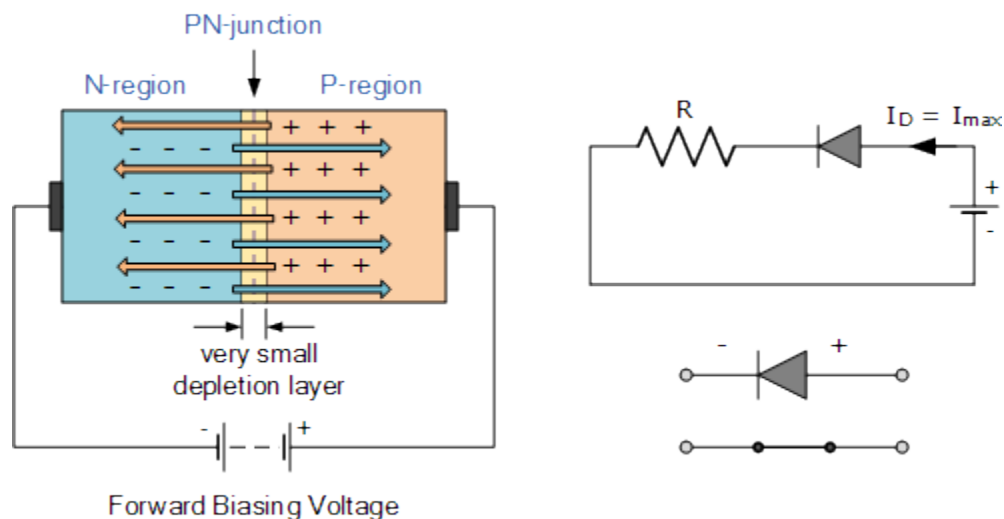 PN-junction
N-region
P-region
+ + +
- - -
+ + +
- - -
+ + +
- - -
+ + +
- - -
very small
depletion layer
- +
Forward Biasing Voltage
R
I_D = I_max
+
-
- +